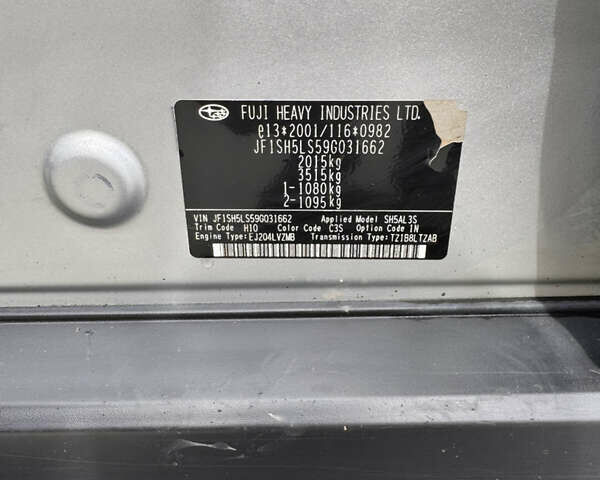 FUJI HEAVY INDUSTRIES LTD.
e13*2001/116*0982
JF1SH5LS59G031662
2015kg
3515kg
1-1080kg
2-1095kg
VIN JF1SH5LS59G031662 Applied Model SH5AL3S
Trim Code H10 Color Code C3S Option Code IN
Engine Type EJ204LVZMB Transmission Type TZ1B8LTZAB